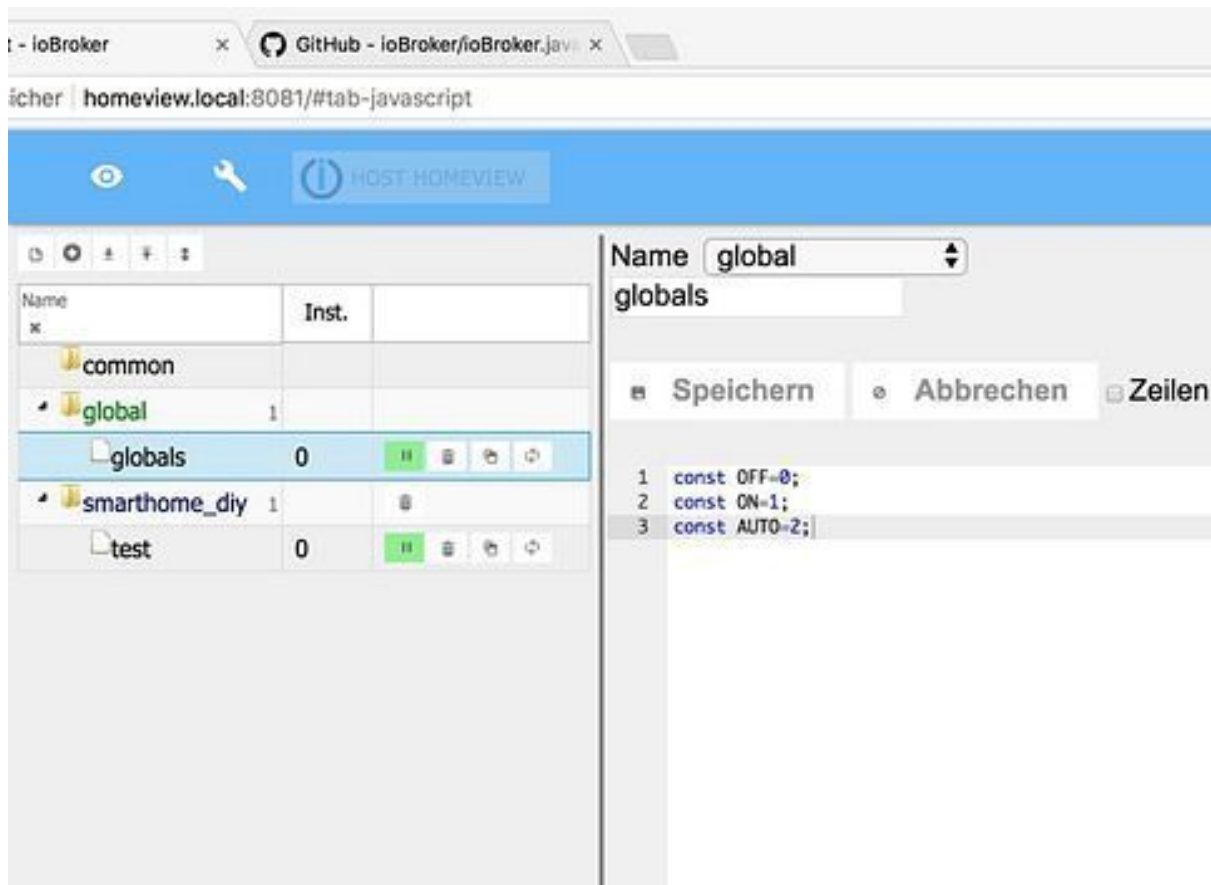 t - ioBroker × GitHub - ioBroker/ioBroker.jav ×
icher homeview.local:8081/#tab-javascript
HOST HOMEVIEW
Name global
globals
Name
Inst.
common
global 1
globals 0
smarthome_diy 1
test 0
Speichern Abbrechen Zeilen
1 const OFF=0;
2 const ON=1;
3 const AUTO=2;